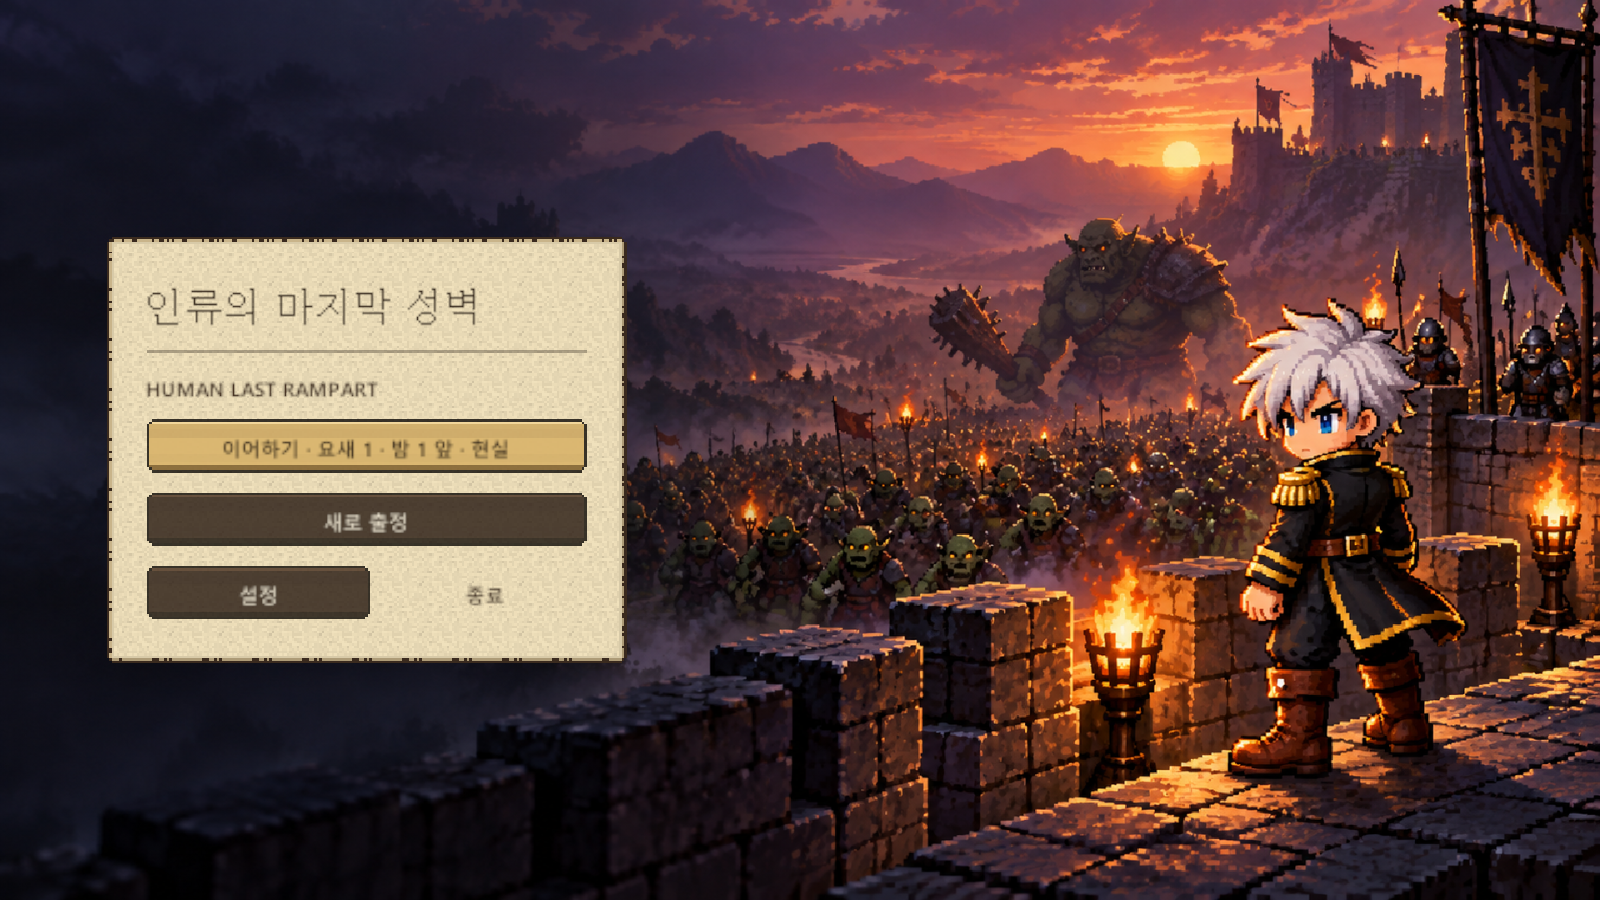 인류의 마지막 성벽
HUMAN LAST RAMPART
이어하기 · 요새 1 · 밤 1 앞 · 현실
새로 출정
설정
종료